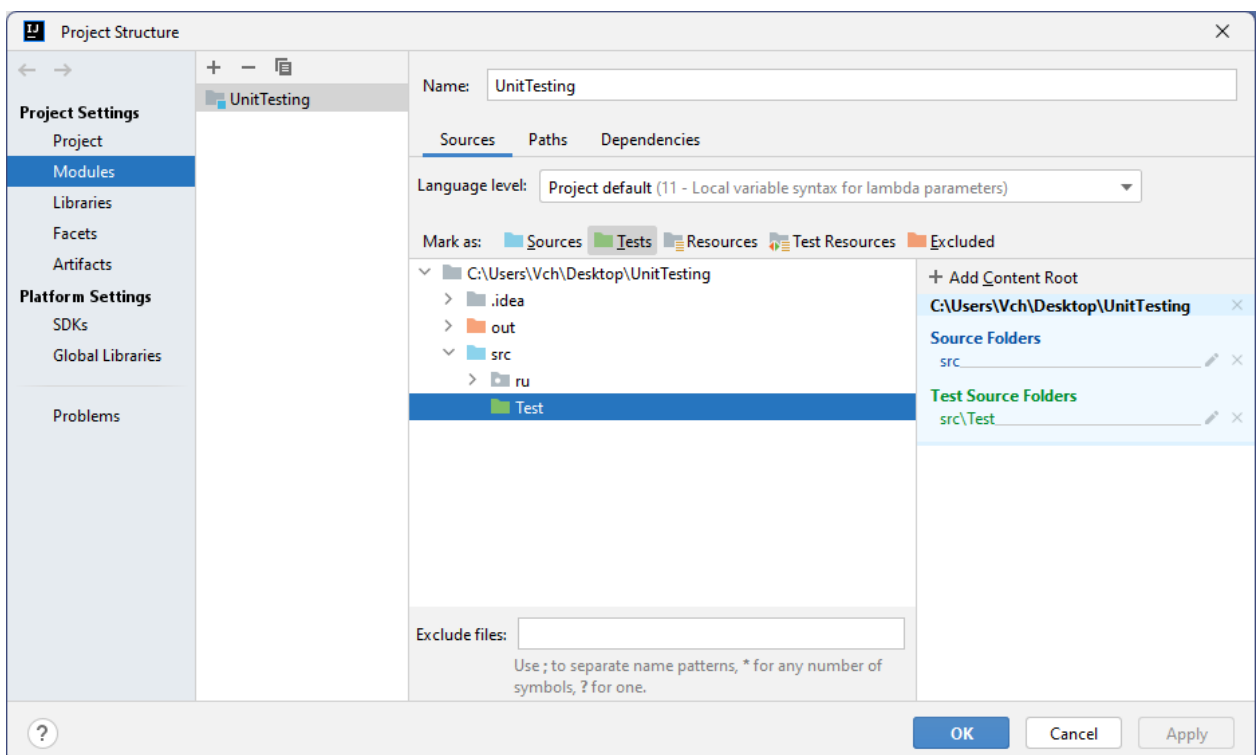 Project Structure
Project Settings
Project
Modules
Libraries
Facets
Artifacts
Platform Settings
SDKs
Global Libraries
Problems
UnitTesting
Name: UnitTesting
Sources Paths Dependencies
Language level: Project default (11 - Local variable syntax for lambda parameters)
Mark as: Sources Tests Resources Test Resources Excluded
C:\Users\Vch\Desktop\UnitTesting
.idea
out
src
ru
Test
Exclude files:
Use ; to separate name patterns, * for any number of
symbols, ? for one.
+ Add Content Root
C:\Users\Vch\Desktop\UnitTesting
Source Folders
src
Test Source Folders
src\Test
?
OK Cancel Apply